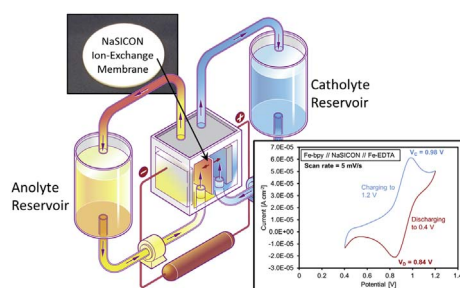 NaSICON
Ion-Exchange
Membrane
Catholyte
Reservoir
Anolyte
Reservoir
Fe-bpy // NaSICON // Fe-EDTA
Scan rate = 5 mV/s
V_C = 0.98
Charging to
1.2 V
Discharging
to 0.4 V
V_D = 0.84
Current [A.cm⁻²]
7.0E-05
6.0E-05
5.0E-05
4.0E-05
3.0E-05
2.0E-05
1.0E-05
0.0E+00
-1.0E-05
-2.0E-05
-3.0E-05
0 0.2 0.4 0.6 0.8 1 1.2 1.4
Potential [V]